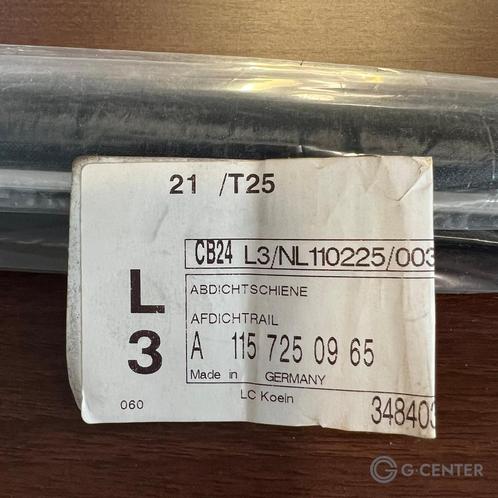 21 /T25
CB24 L3/NL110225/003
L
3
ABDICHTSCHIENE
AFDICHTRAIL
A 115 725 09 65
Made in GERMANY
060
LC Koeln
348403
G·CENTER